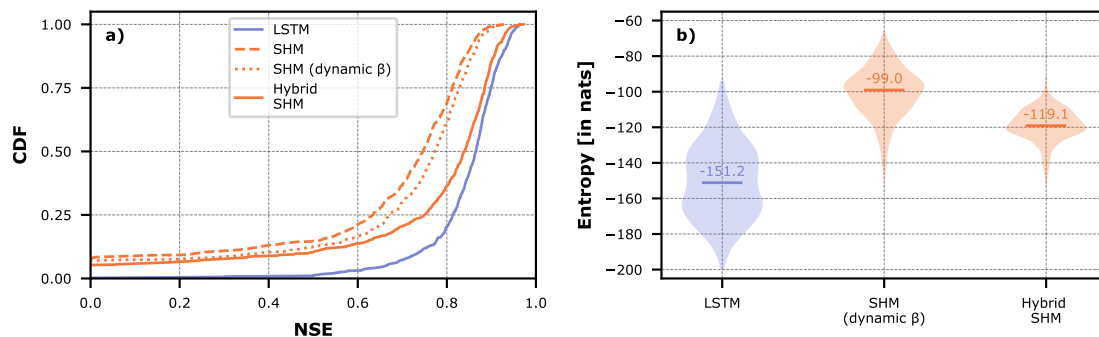 a)
LSTM
SHM
SHM (dynamic β)
Hybrid
SHM
1.00
0.75
0.50
0.25
0.00
CDF
0.0
0.2
0.4
0.6
0.8
1.0
NSE
b)
−60
−80
−100
−120
−140
−160
−180
−200
Entropy [in nats]
-151.2
-99.0
-119.1
LSTM
SHM
(dynamic β)
Hybrid
SHM